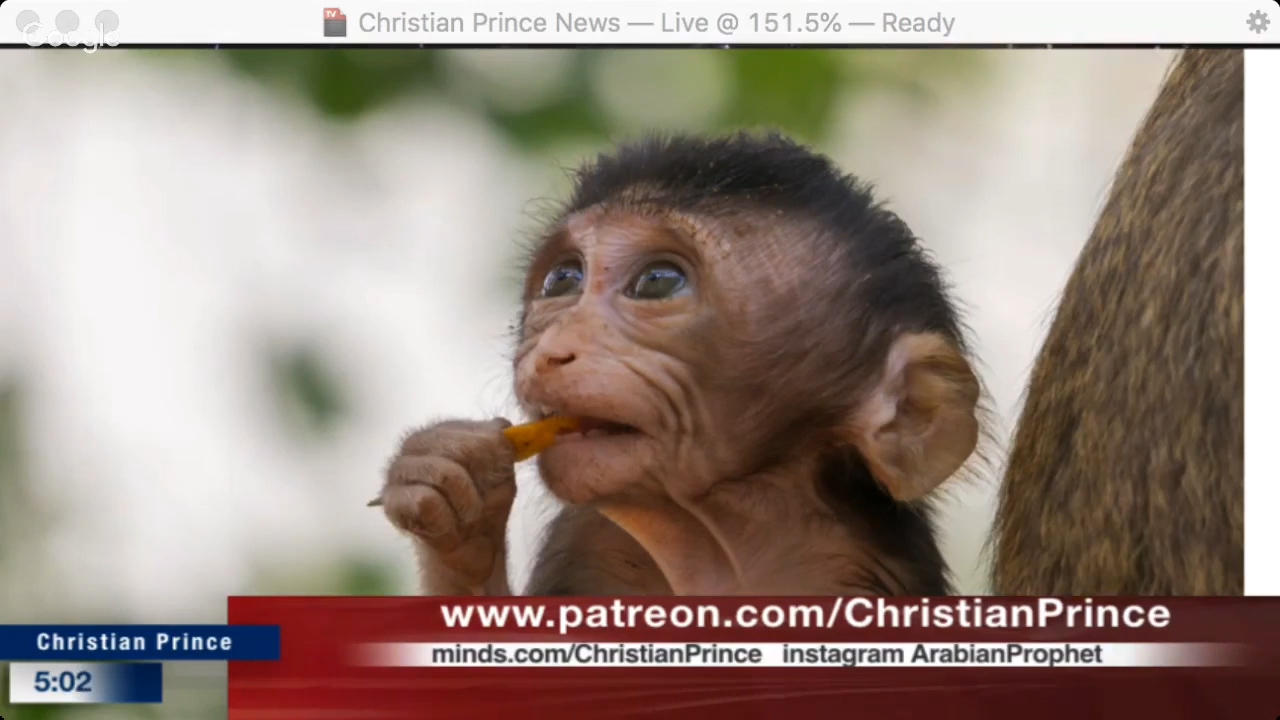 Christian Prince News — Live @ 151.5% — Ready
Google
www.patreon.com/ChristianPrince
Christian Prince
minds.com/ChristianPrince instagram ArabianProphet
5:02